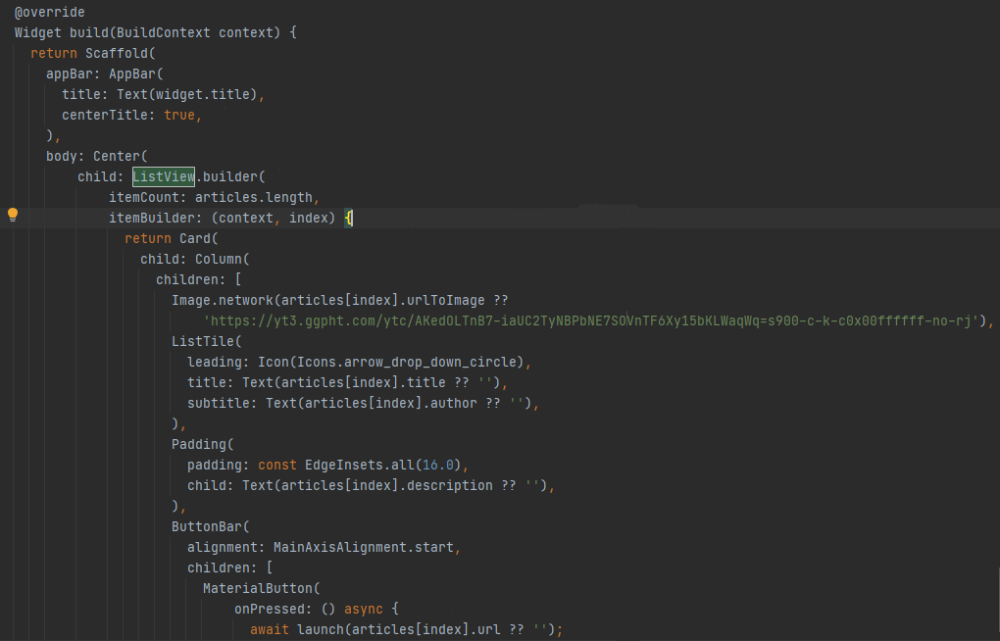 @override
Widget build(BuildContext context) {
  return Scaffold(
    appBar: AppBar(
      title: Text(widget.title),
      centerTitle: true,
    ),
    body: Center(
        child: ListView.builder(
            itemCount: articles.length,
            itemBuilder: (context, index) {
              return Card(
                child: Column(
                  children: [
                    Image.network(articles[index].urlToImage ??
                        'https://yt3.ggpht.com/ytc/AKedOLTnB7-iaUC2TyNBPbNE7SOVnTF6Xy15bKLWaqWq=s900-c-k-c0x00ffffff-no-rj'),
                    ListTile(
                      leading: Icon(Icons.arrow_drop_down_circle),
                      title: Text(articles[index].title ?? ''),
                      subtitle: Text(articles[index].author ?? ''),
                    ),
                    Padding(
                      padding: const EdgeInsets.all(16.0),
                      child: Text(articles[index].description ?? ''),
                    ),
                    ButtonBar(
                      alignment: MainAxisAlignment.start,
                      children: [
                        MaterialButton(
                            onPressed: () async {
                              await launch(articles[index].url ?? '');